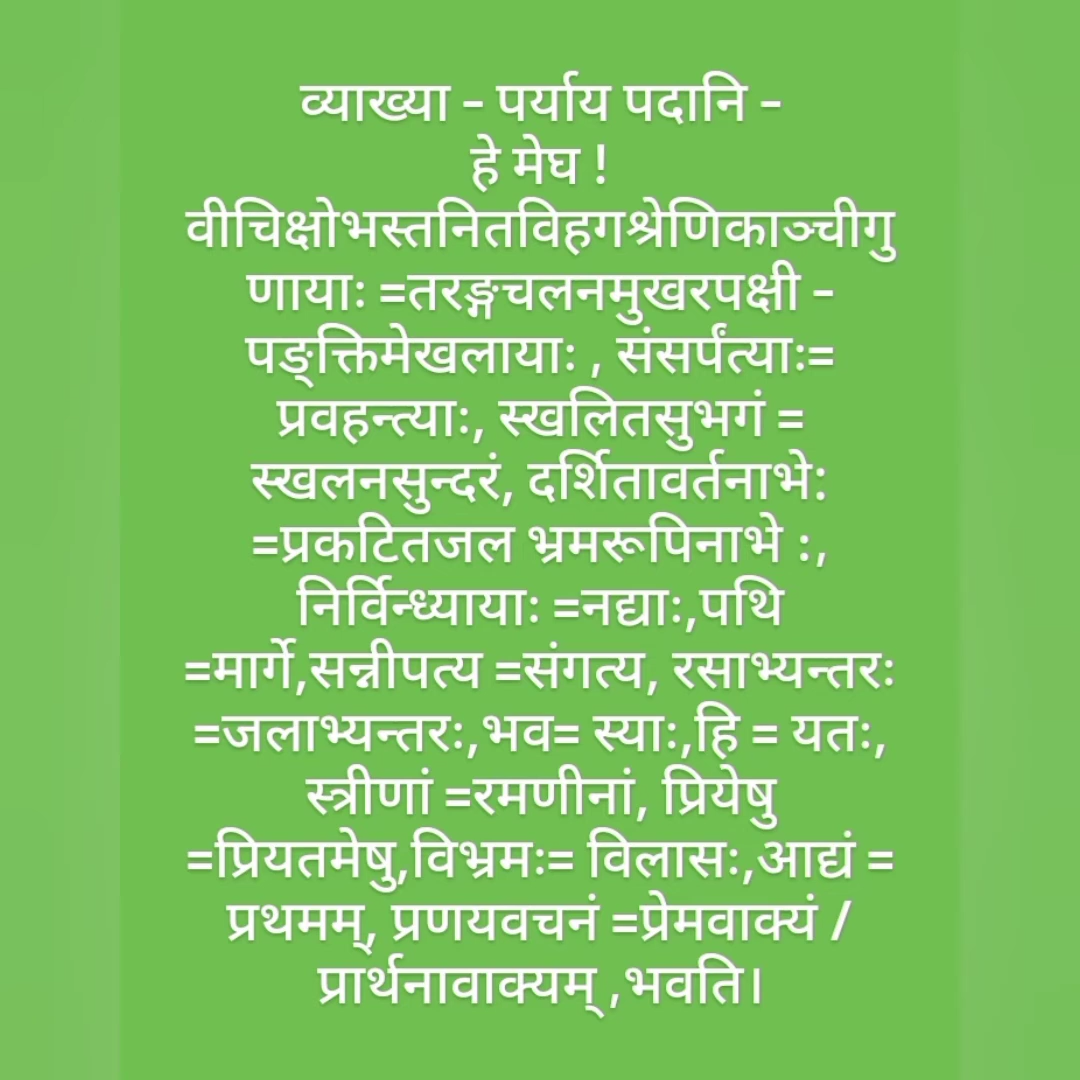 व्याख्या – पर्याय पदानि –
हे मेघ !
वीचिक्षोभस्तनितविहगश्रेणिकाञ्चीगु
णायाः =तरङ्गचलनमुखरपक्षी –
पङ्क्तिमेखलायाः , संसर्पंत्याः=
प्रवहन्त्याः, स्खलितसुभगं =
स्खलनसुन्दरं, दर्शितावर्तनाभेः
=प्रकटितजल भ्रमरूपिनाभे :,
निर्विन्ध्यायाः =नद्याः,पथि
=मार्गे,सन्नीपत्य =संगत्य, रसाभ्यन्तरः
=जलाभ्यन्तरः,भव= स्याः,हि = यतः,
स्त्रीणां =रमणीनां, प्रियेषु
=प्रियतमेषु,विभ्रमः= विलासः,आद्यं =
प्रथमम्, प्रणयवचनं =प्रेमवाक्यं /
प्रार्थनावाक्यम् ,भवति।